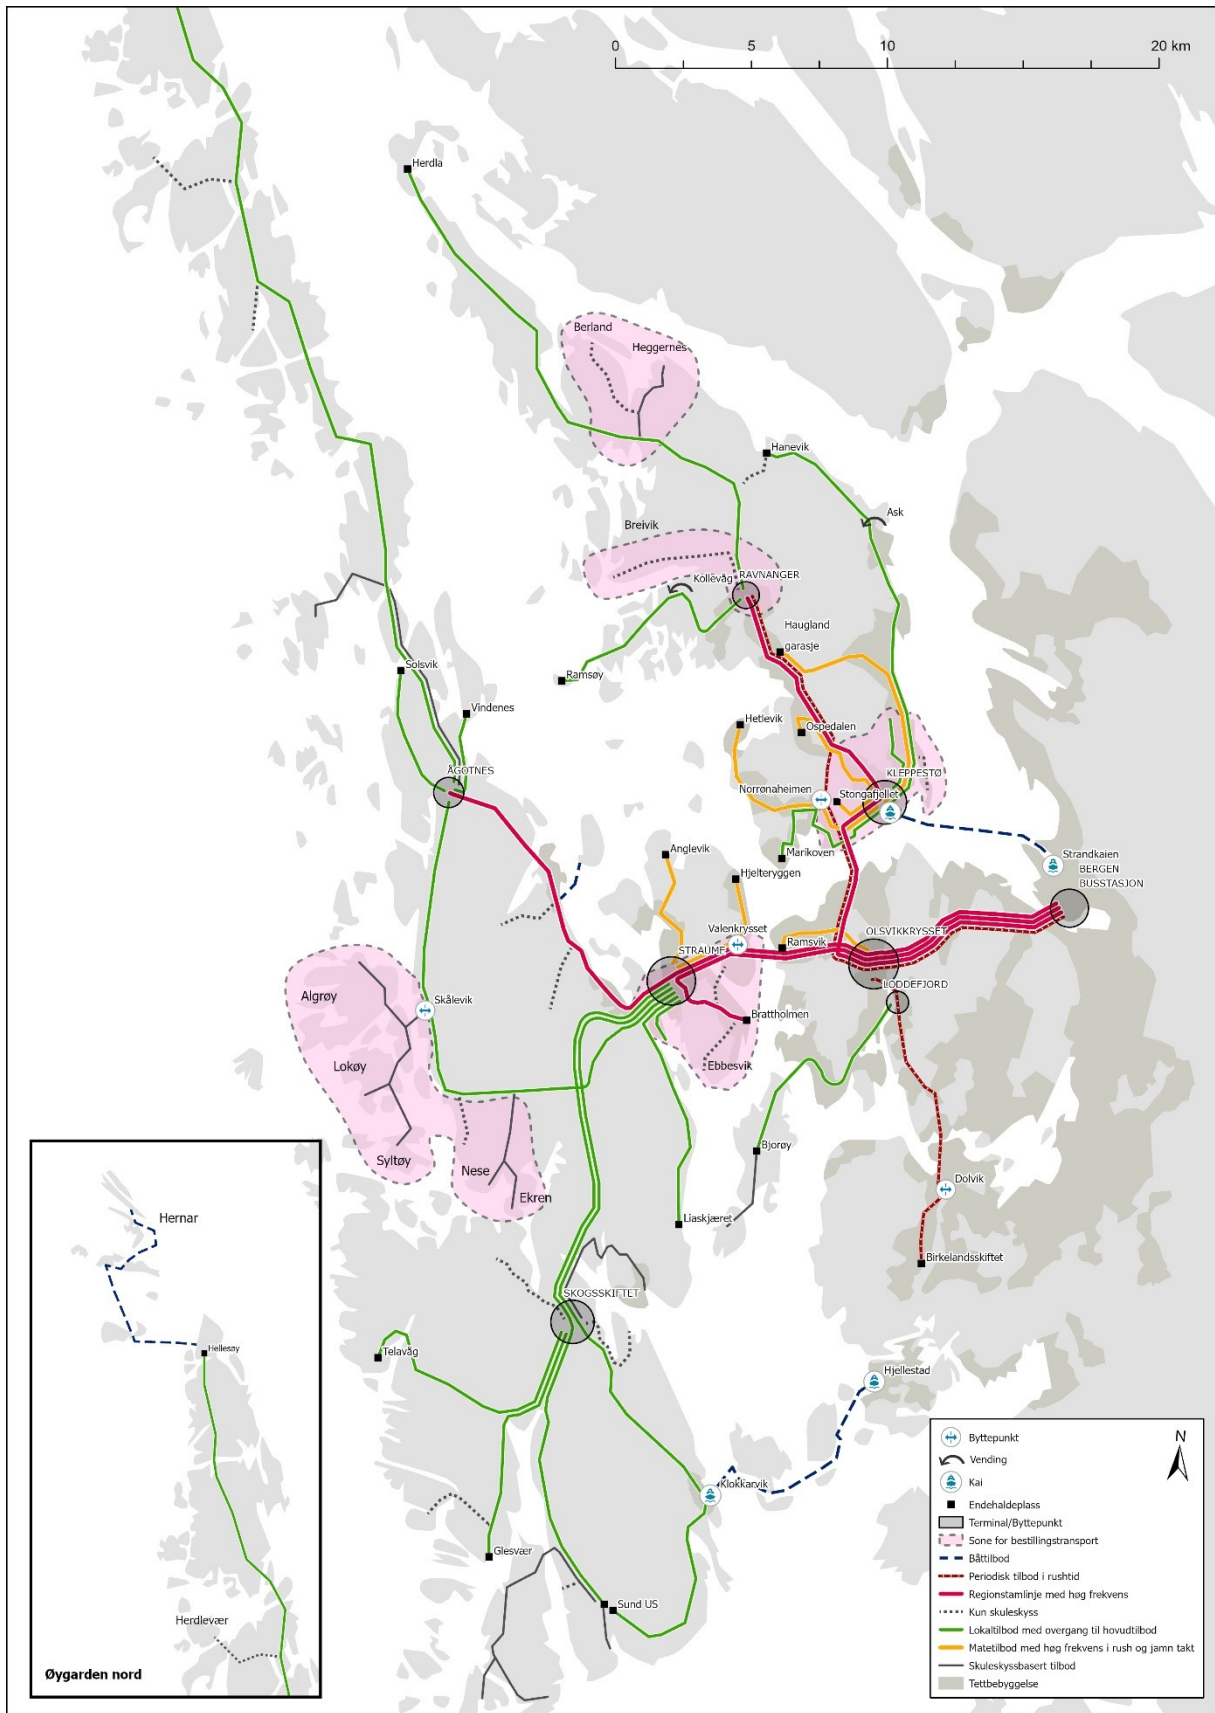 0 5 10 20 km
Herdla
Berland
Heggernes
Hanevik
Ask
Breivik
Kollevåg
RAVNANGER
Haugland
garasje
Solsvik
Ramsøy
Vindenes
Hetlevik
Ospedalen
ÅGOTNES
KLEPPESTØ
Norrønaheimen
Stongafjellet
Anglevik
Marikoven
Strandkaien
Hjelteryggen
BERGEN
BUSSTASJON
Valenkrysset
OLSVIKKRYSSET
STRAUME
Ramsvik
LODDEFJORD
Algrøy
Skålevik
Brattholmen
Lokøy
Ebbesvik
Syltøy
Nese
Ekren
Bjorøy
Dolvik
Liaskjæret
Birkelandsskiftet
Hernar
SKOGSSKIFTET
Hellesøy
Telavåg
Hjellestad
Klokkarvik
Glesvær
Sund US
Herdlevær
Øygarden nord
N
Byttepunkt
Vending
Kai
Endehaldeplass
Terminal/Byttepunkt
Sone for bestillingstransport
Båttilbod
Periodisk tilbod i rushtid
Regionstamlinje med høg frekvens
Kun skuleskyss
Lokaltilbod med overgang til hovudtilbod
Matetilbod med høg frekvens i rush og jamn takt
Skuleskyssbasert tilbod
Tettbebyggelse